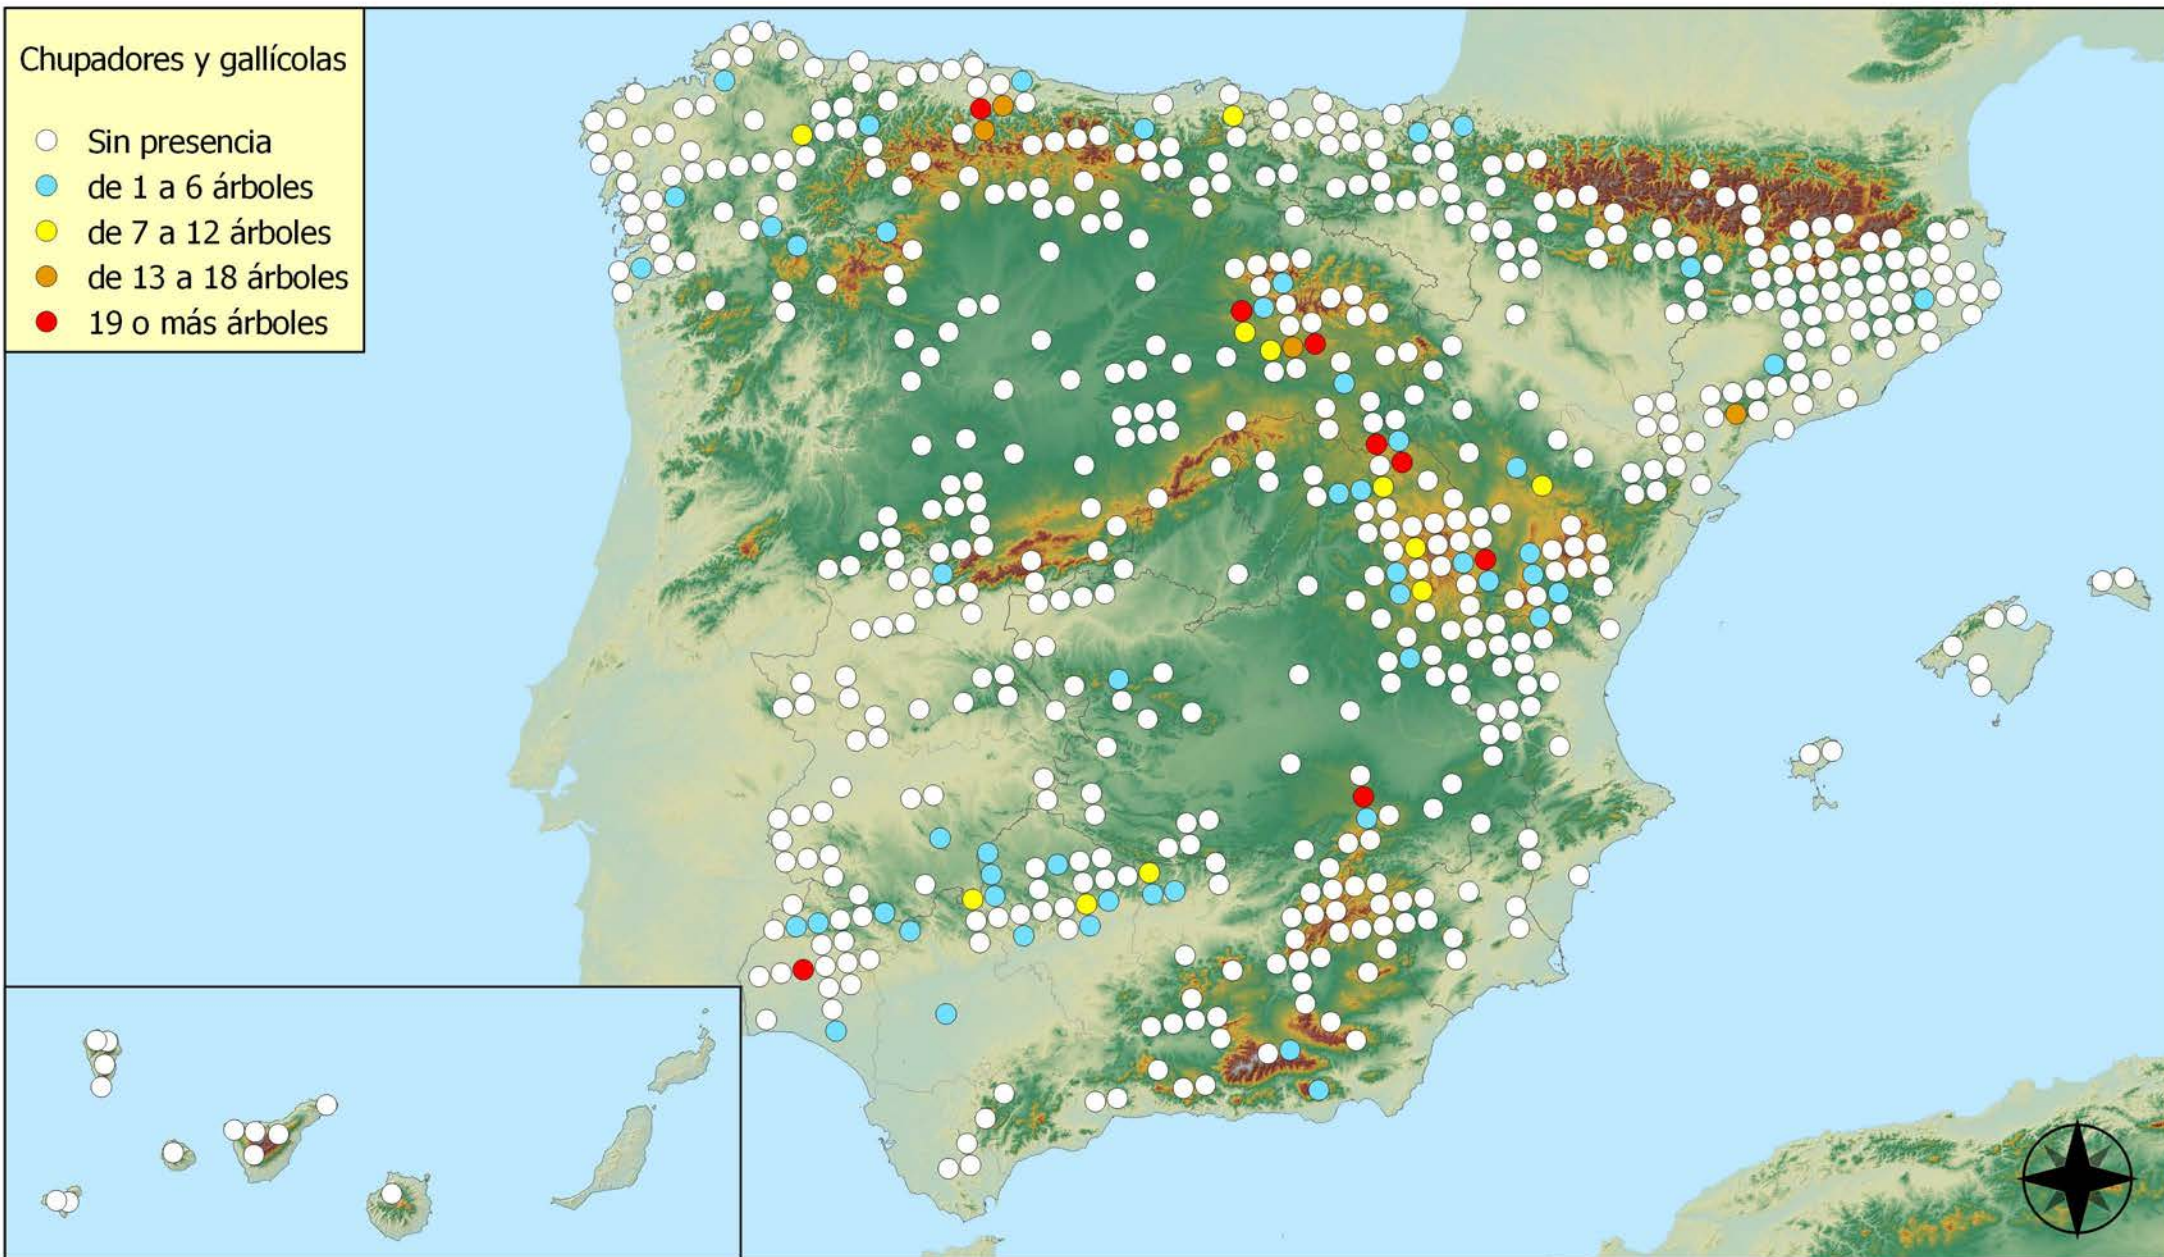 Chupadores y gallícolas
Sin presencia
de 1 a 6 árboles
de 7 a 12 árboles
de 13 a 18 árboles
19 o más árboles